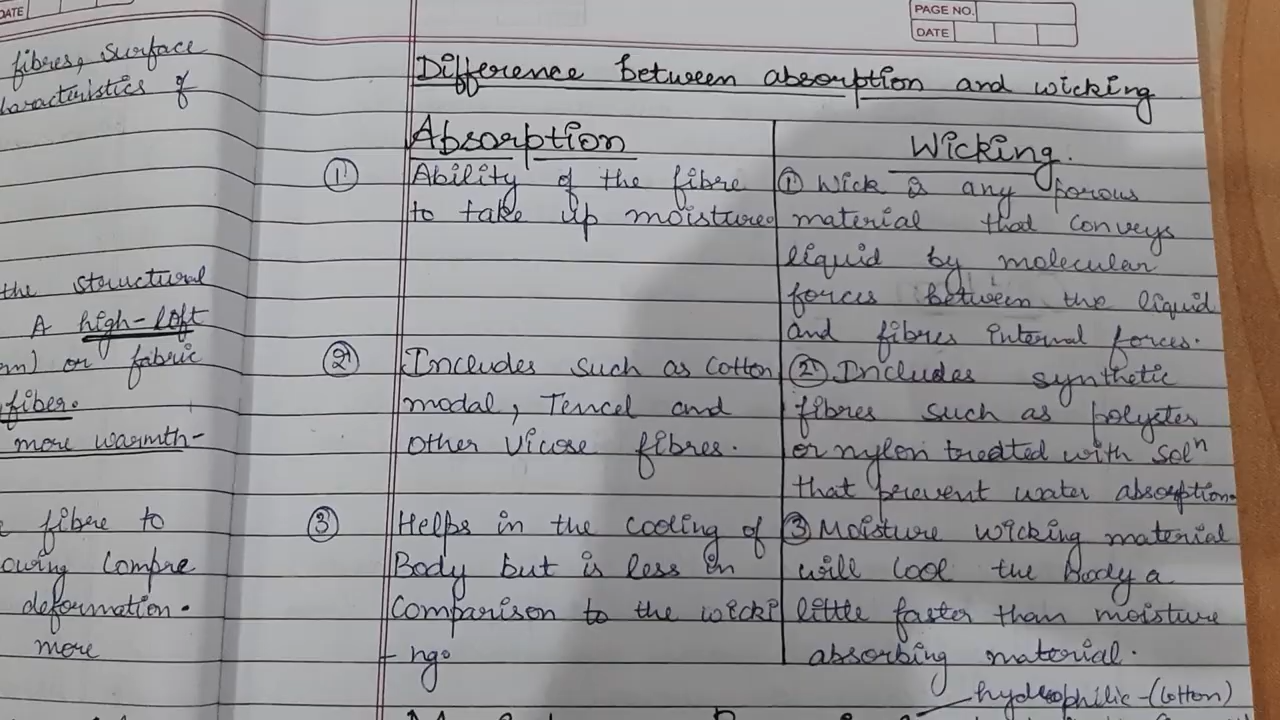 DATE
PAGE NO.
DATE
fibres, surface
characteristics of
the structural
A high-loft
or fabric
fiber.
more warmth-
fibre to
owing Compre
deformation.
more
Difference between absorption and wicking
Absorption
① Ability of the fibre
to take up moisture.
② Includes such as Cotton
modal, Tencel and
other Vicose fibres.
③ Helps in the cooling of
Body but is less in
Comparison to the wicki
-ng.
Wicking.
① Wick is any porous
material that conveys
liquid by molecular
forces between the liquid
and fibres internal forces.
② Includes synthetic
fibres such as polyster
or nylon treated with solⁿ
that prevent water absorption.
③ Moisture wicking material
will cool the Body a
little faster than moisture
absorbing material.
hydrophilic-(Cotton)